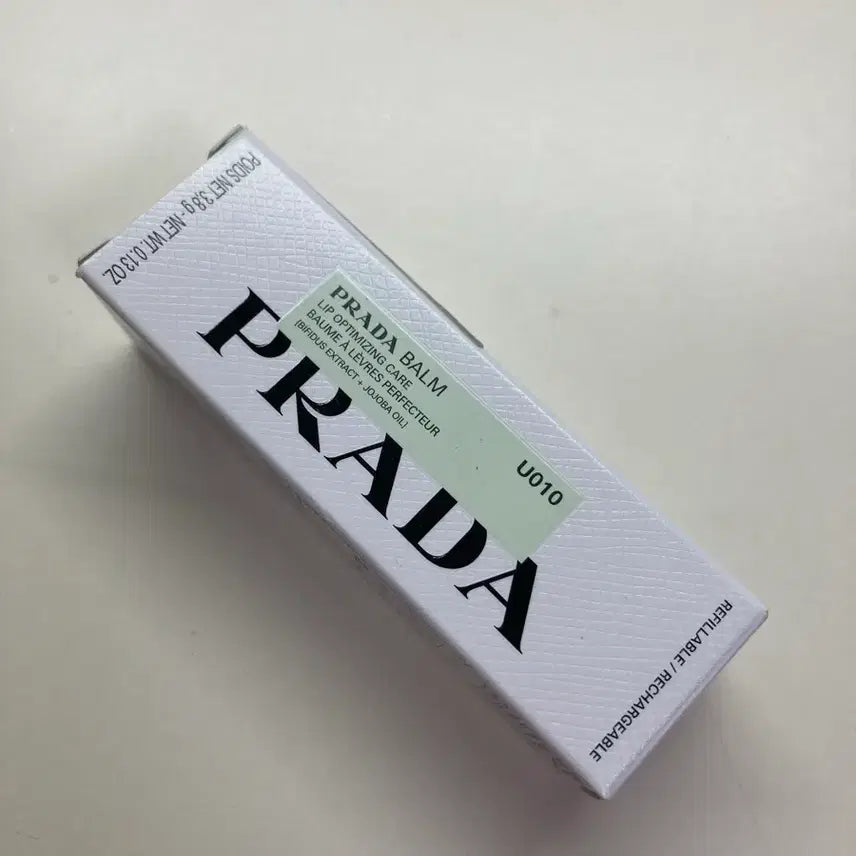 POIDS NET 3,8 g - NET WT. 0.13 OZ.
PRADA
PRADA BALM
LIP OPTIMIZING CARE
BAUME À LÈVRES PERFECTEUR
[BIFIDUS EXTRACT + JOJOBA OIL]
U010
REFILLABLE / RECHARGEABLE